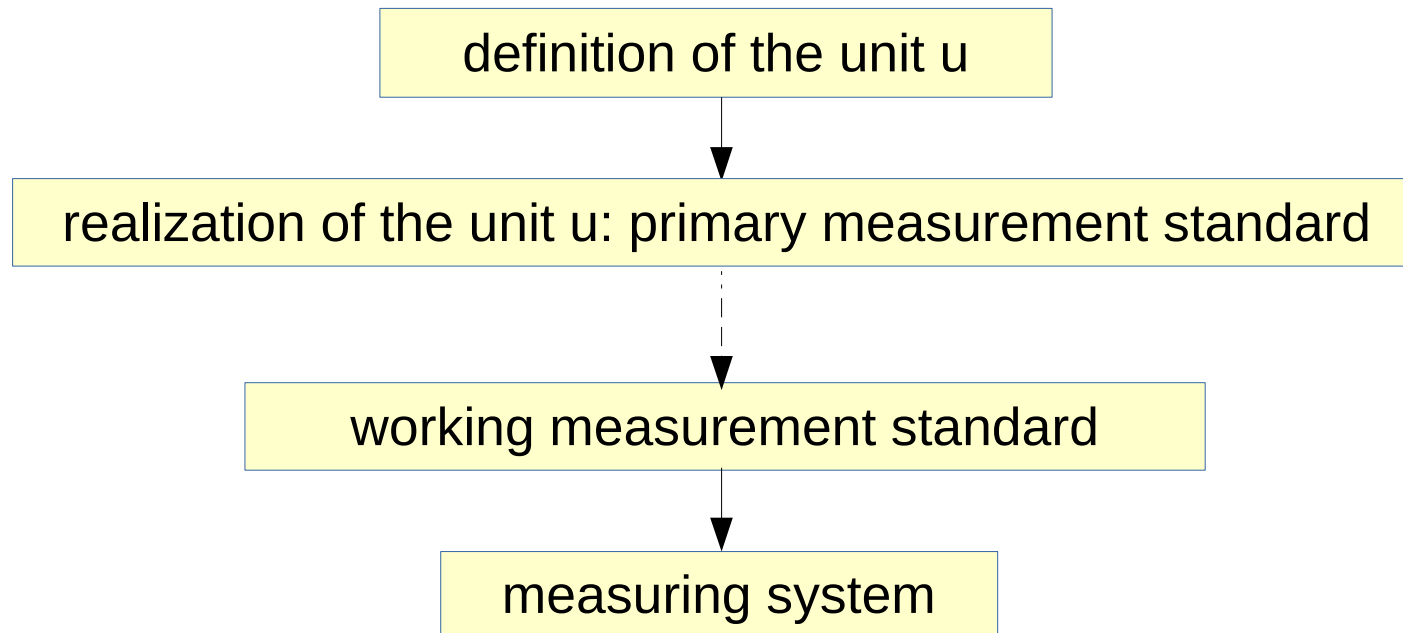 definition of the unit u
realization of the unit u: primary measurement standard
working measurement standard
measuring system